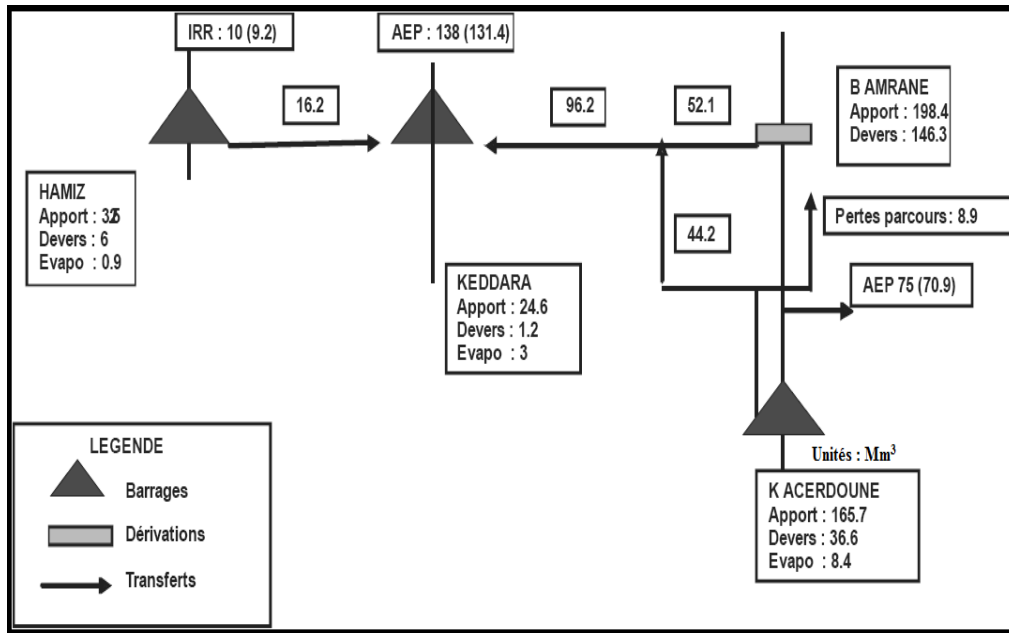 IRR : 10 (9.2)
AEP : 138 (131.4)
16.2
96.2
52.1
B AMRANE
Apport : 198.4
Devers : 146.3
HAMIZ
Apport :
Devers : 6
Evapo : 0.9
44.2
Pertes parcours: 8.9
KEDDARA
Apport : 24.6
Devers : 1.2
Evapo : 3
AEP 75 (70.9)
Unités : Mm³
K ACERDOUNE
Apport : 165.7
Devers : 36.6
Evapo : 8.4
LEGENDE
Barrages
Dérivations
Transferts